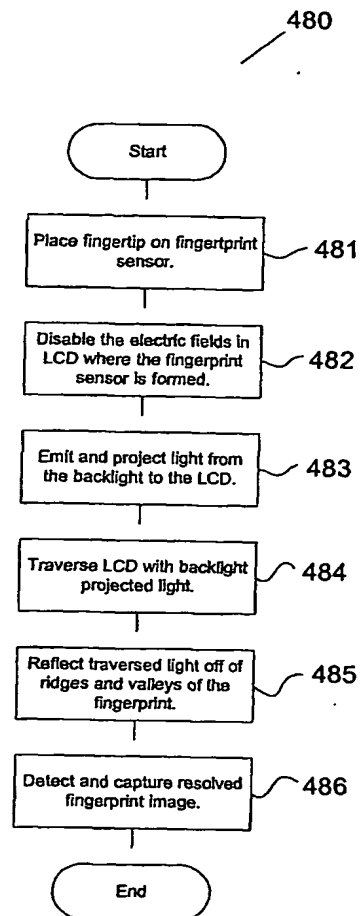 480
Start
Place fingertip on fingertprint
sensor.
481
Disable the electric fields in
LCD where the fingerprint
sensor is formed.
482
Emit and project light from
the backlight to the LCD.
483
Traverse LCD with backlight
projected light.
484
Reflect traversed light off of
ridges and valleys of the
fingerprint.
485
Detect and capture resolved
fingerprint image.
486
End